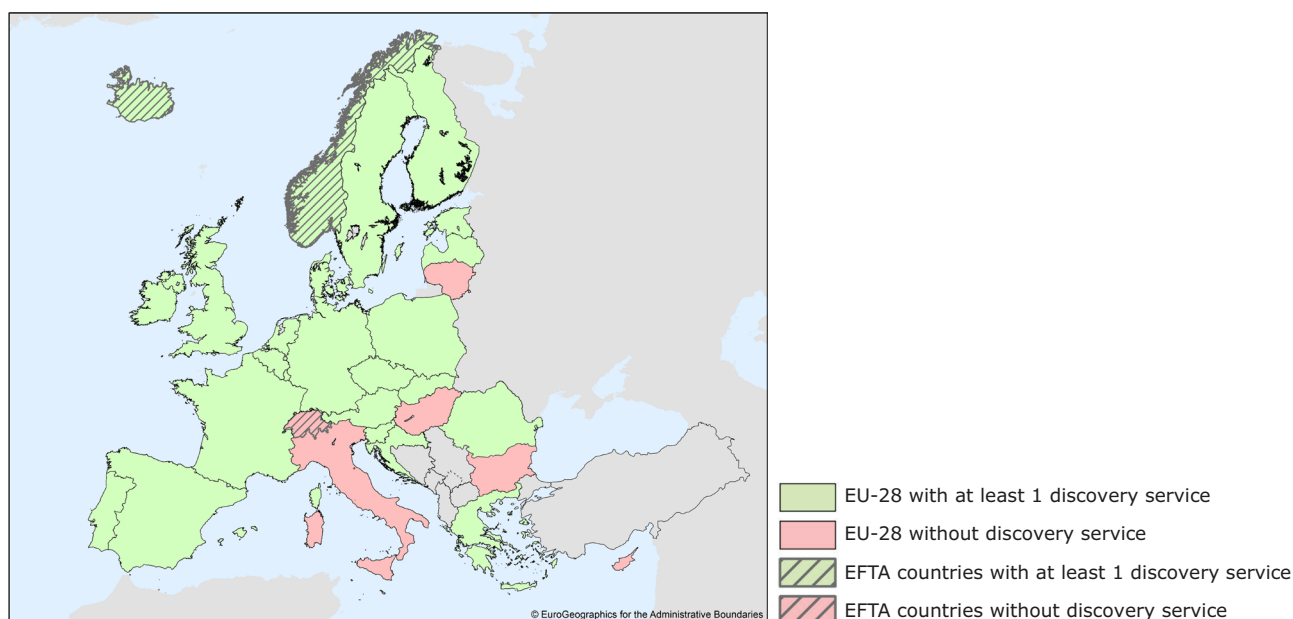 EU-28 with at least 1 discovery service
EU-28 without discovery service
EFTA countries with at least 1 discovery service
EFTA countries without discovery service
© EuroGeographics for the Administrative Boundaries